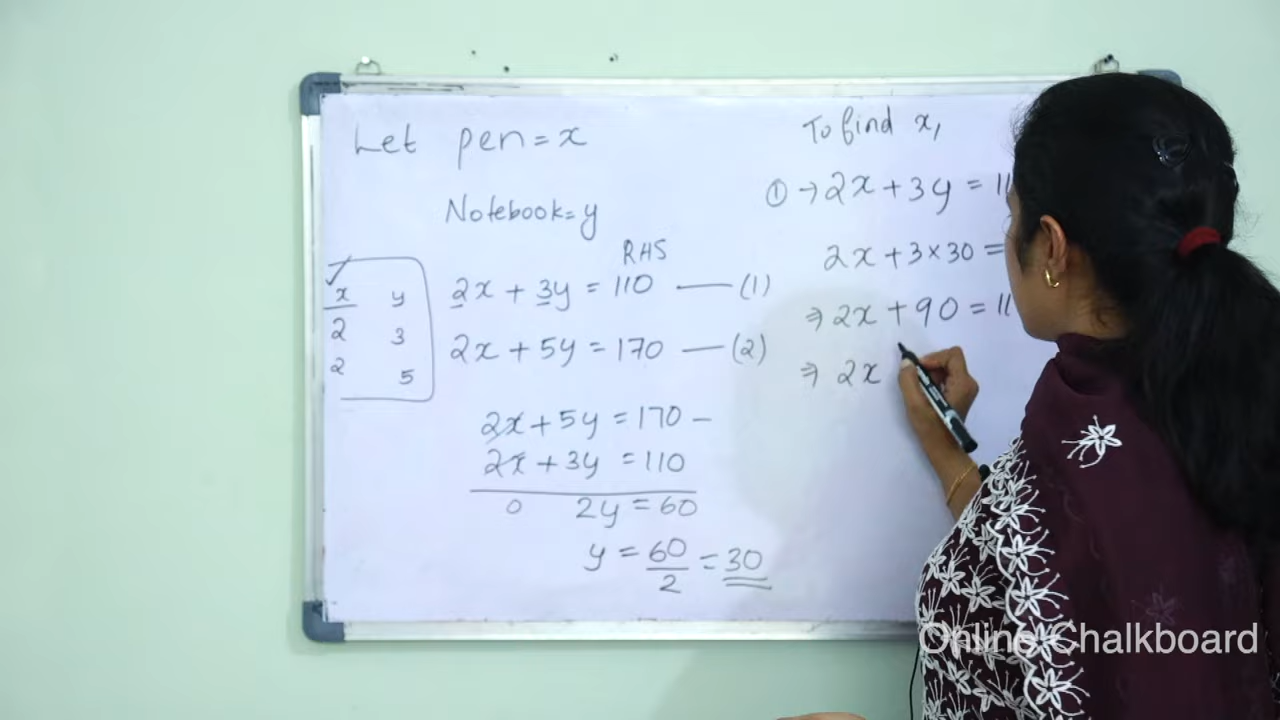 Let pen = x
Notebook = y
RHS
2x + 3y = 110 — (1)
2x + 5y = 170 — (2)
x y
2 3
2 5
2x + 5y = 170 –
2x + 3y = 110
0 2y = 60
y = 60/2 = 30
To find x,
① → 2x + 3y = 11
2x + 3 × 30 =
⇒ 2x + 90 = 11
⇒ 2x
Online Chalkboard